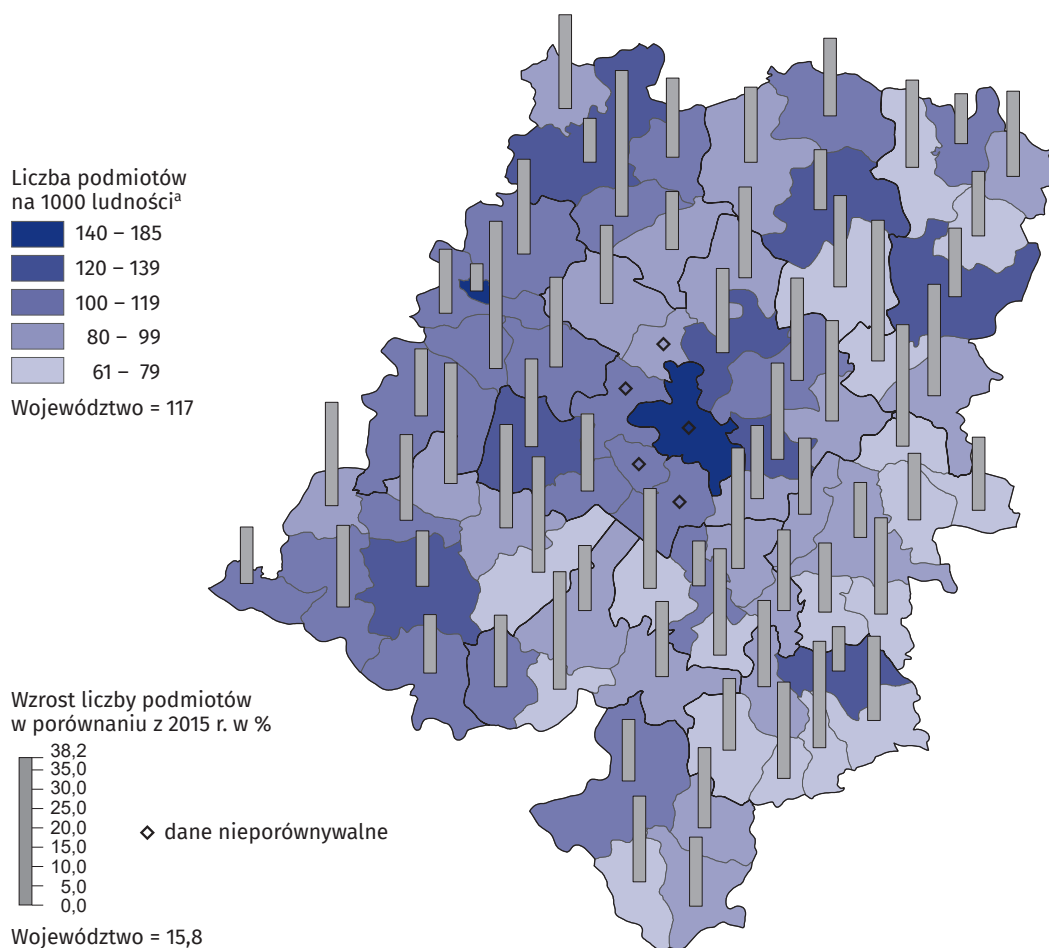 Liczba podmiotów
na 1000 ludnościᵃ
140 – 185
120 – 139
100 – 119
80 – 99
61 – 79
Województwo = 117
Wzrost liczby podmiotów
w porównaniu z 2015 r. w %
38,2
35,0
30,0
25,0
20,0
15,0
10,0
5,0
0,0
dane nieporównywalne
Województwo = 15,8